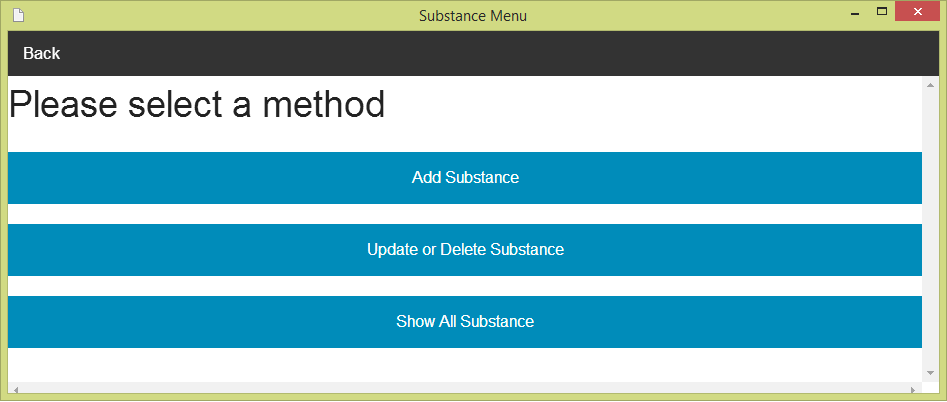 Substance Menu
Back
Please select a method
Add Substance
Update or Delete Substance
Show All Substance